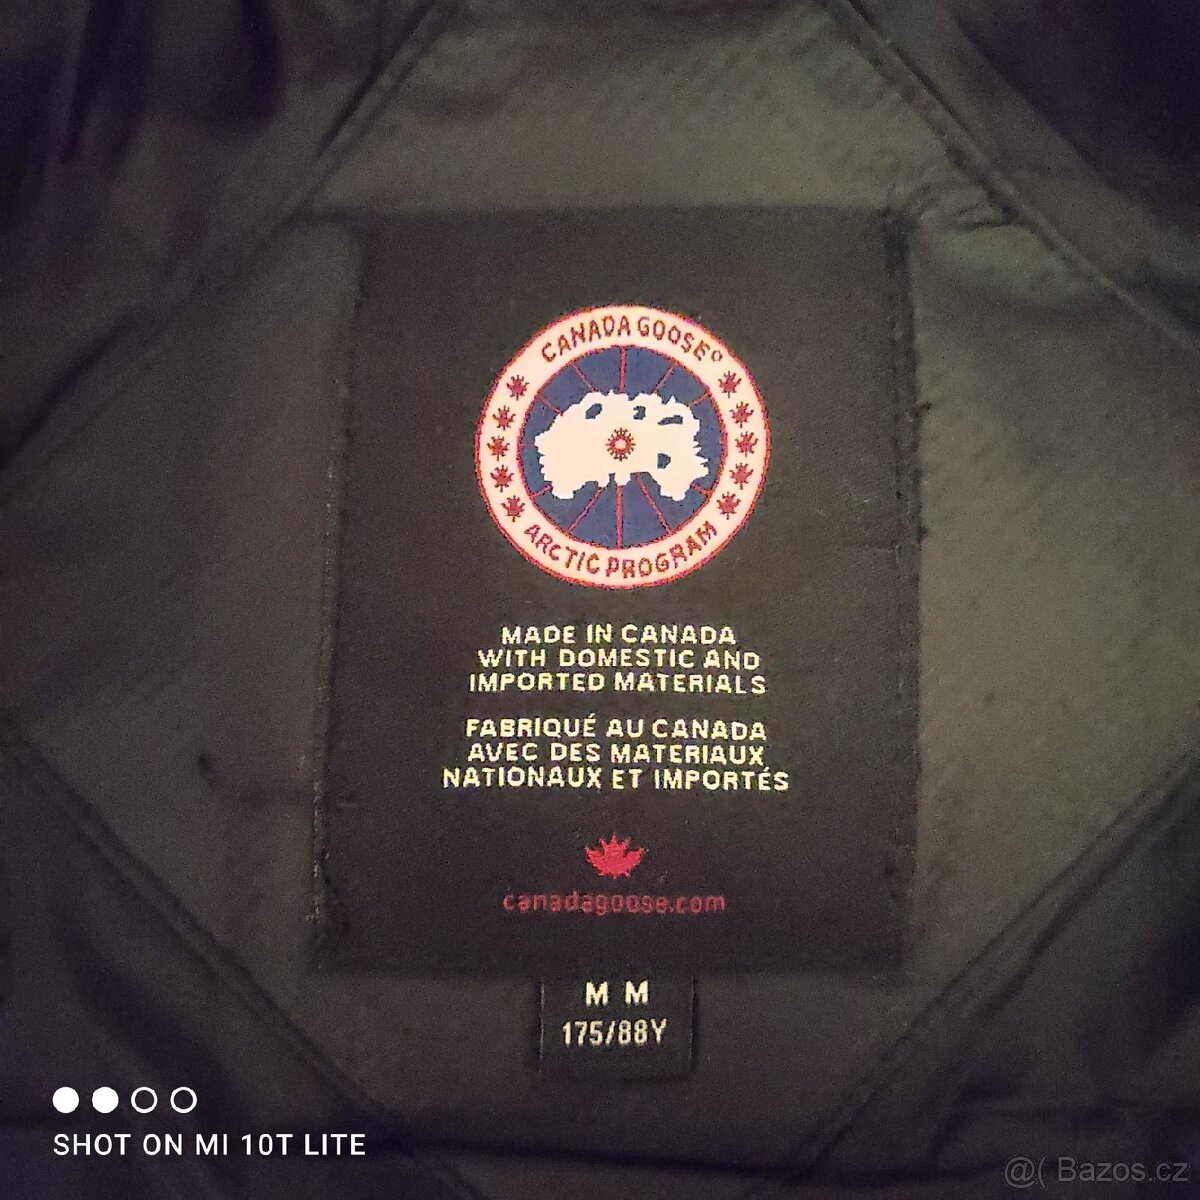 CANADA GOOSE®
ARCTIC PROGRAM
MADE IN CANADA
WITH DOMESTIC AND
IMPORTED MATERIALS
FABRIQUÉ AU CANADA
AVEC DES MATERIAUX
NATIONAUX ET IMPORTÉS
canadagoose.com
M M
175/88Y
SHOT ON MI 10T LITE
@( Bazos.cz